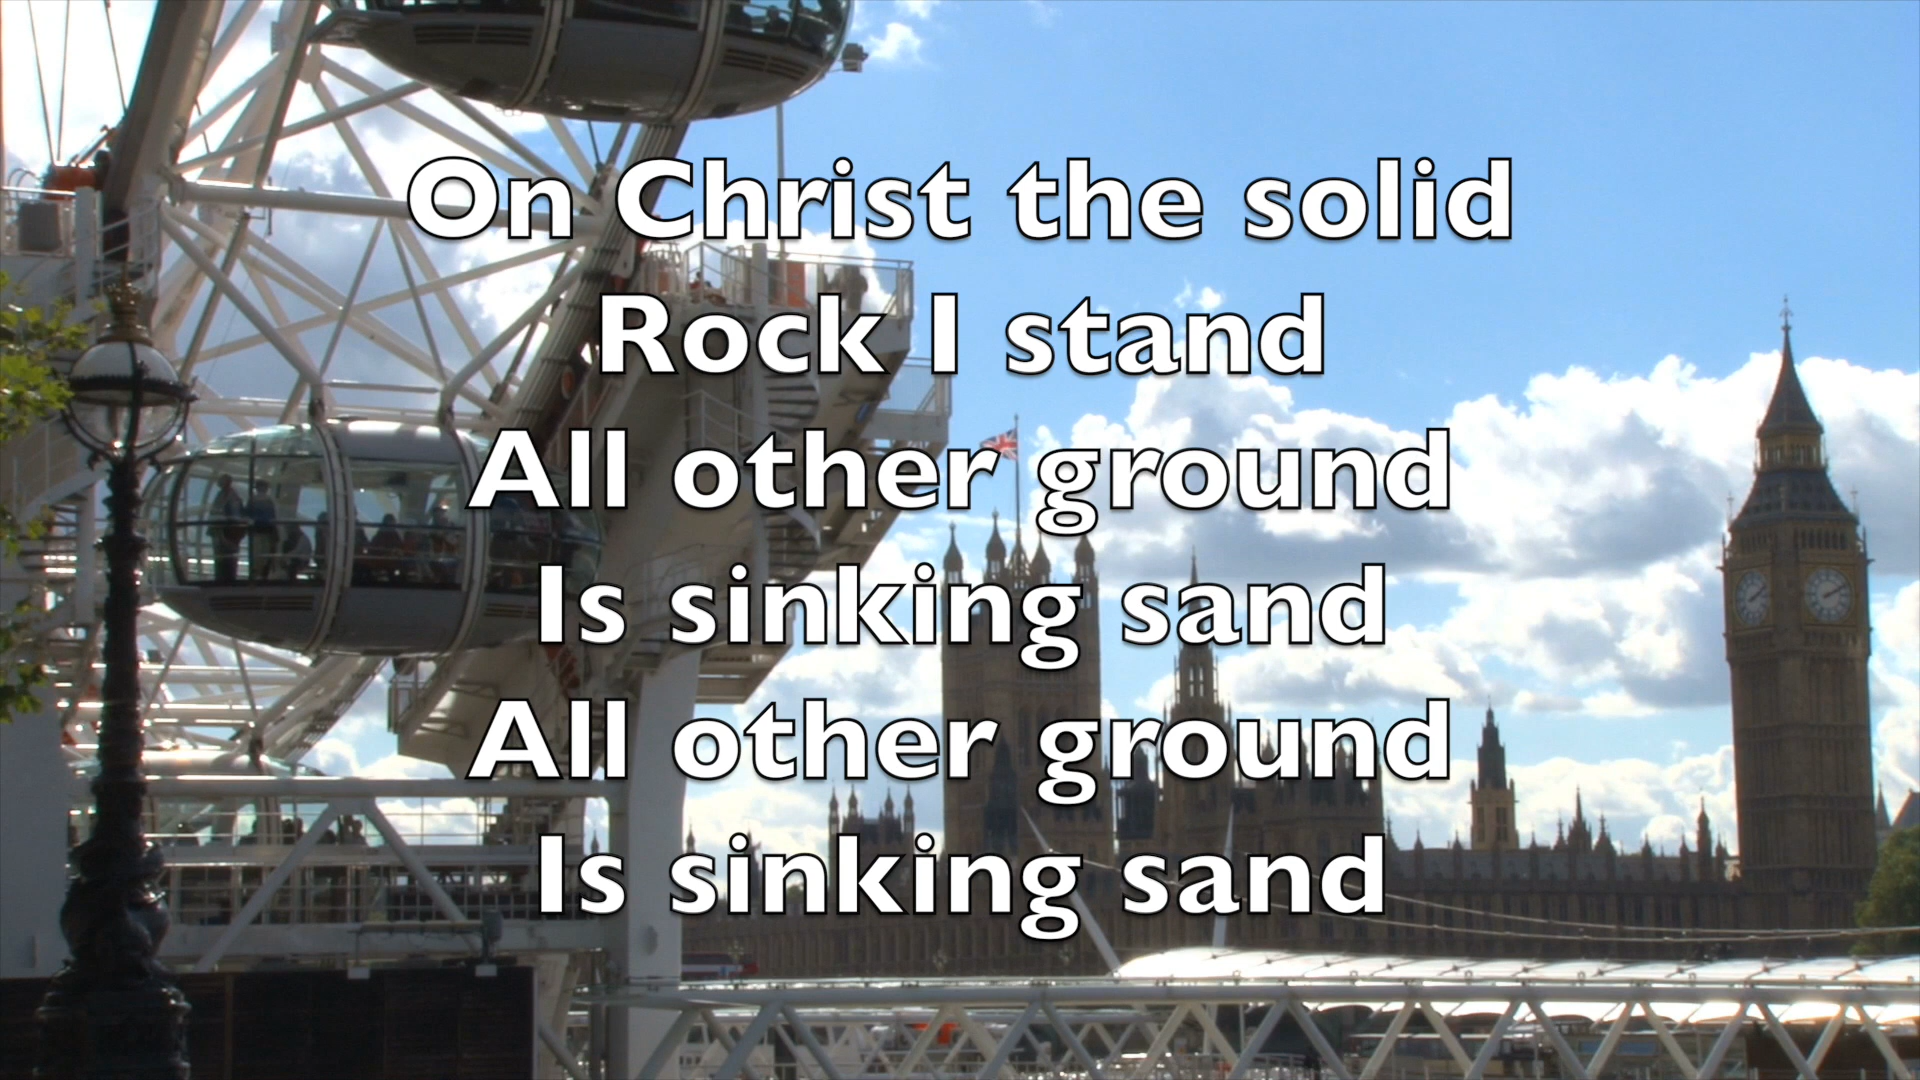 On Christ the solid
Rock I stand
All other ground
Is sinking sand
All other ground
Is sinking sand